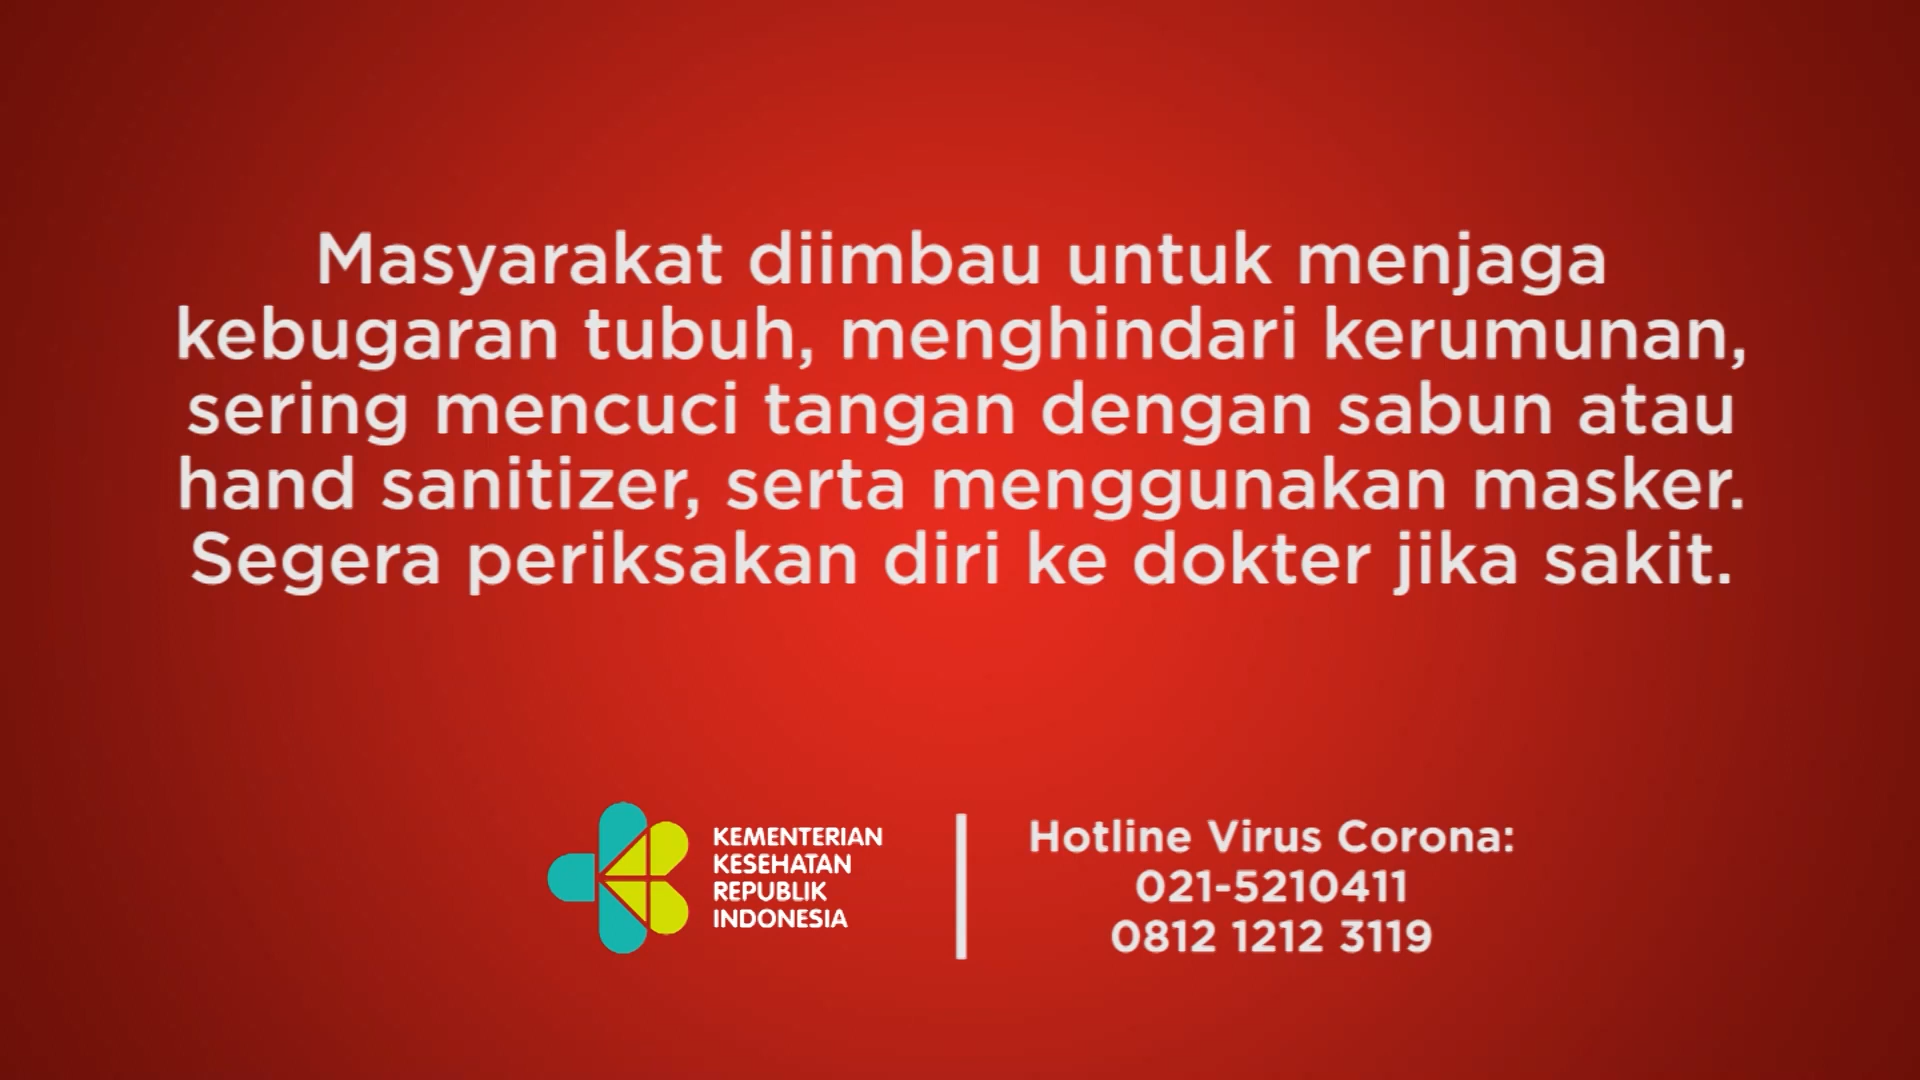 Masyarakat diimbau untuk menjaga
kebugaran tubuh, menghindari kerumunan,
sering mencuci tangan dengan sabun atau
hand sanitizer, serta menggunakan masker.
Segera periksakan diri ke dokter jika sakit.
KEMENTERIAN
KESEHATAN
REPUBLIK
INDONESIA
Hotline Virus Corona:
021-5210411
0812 1212 3119